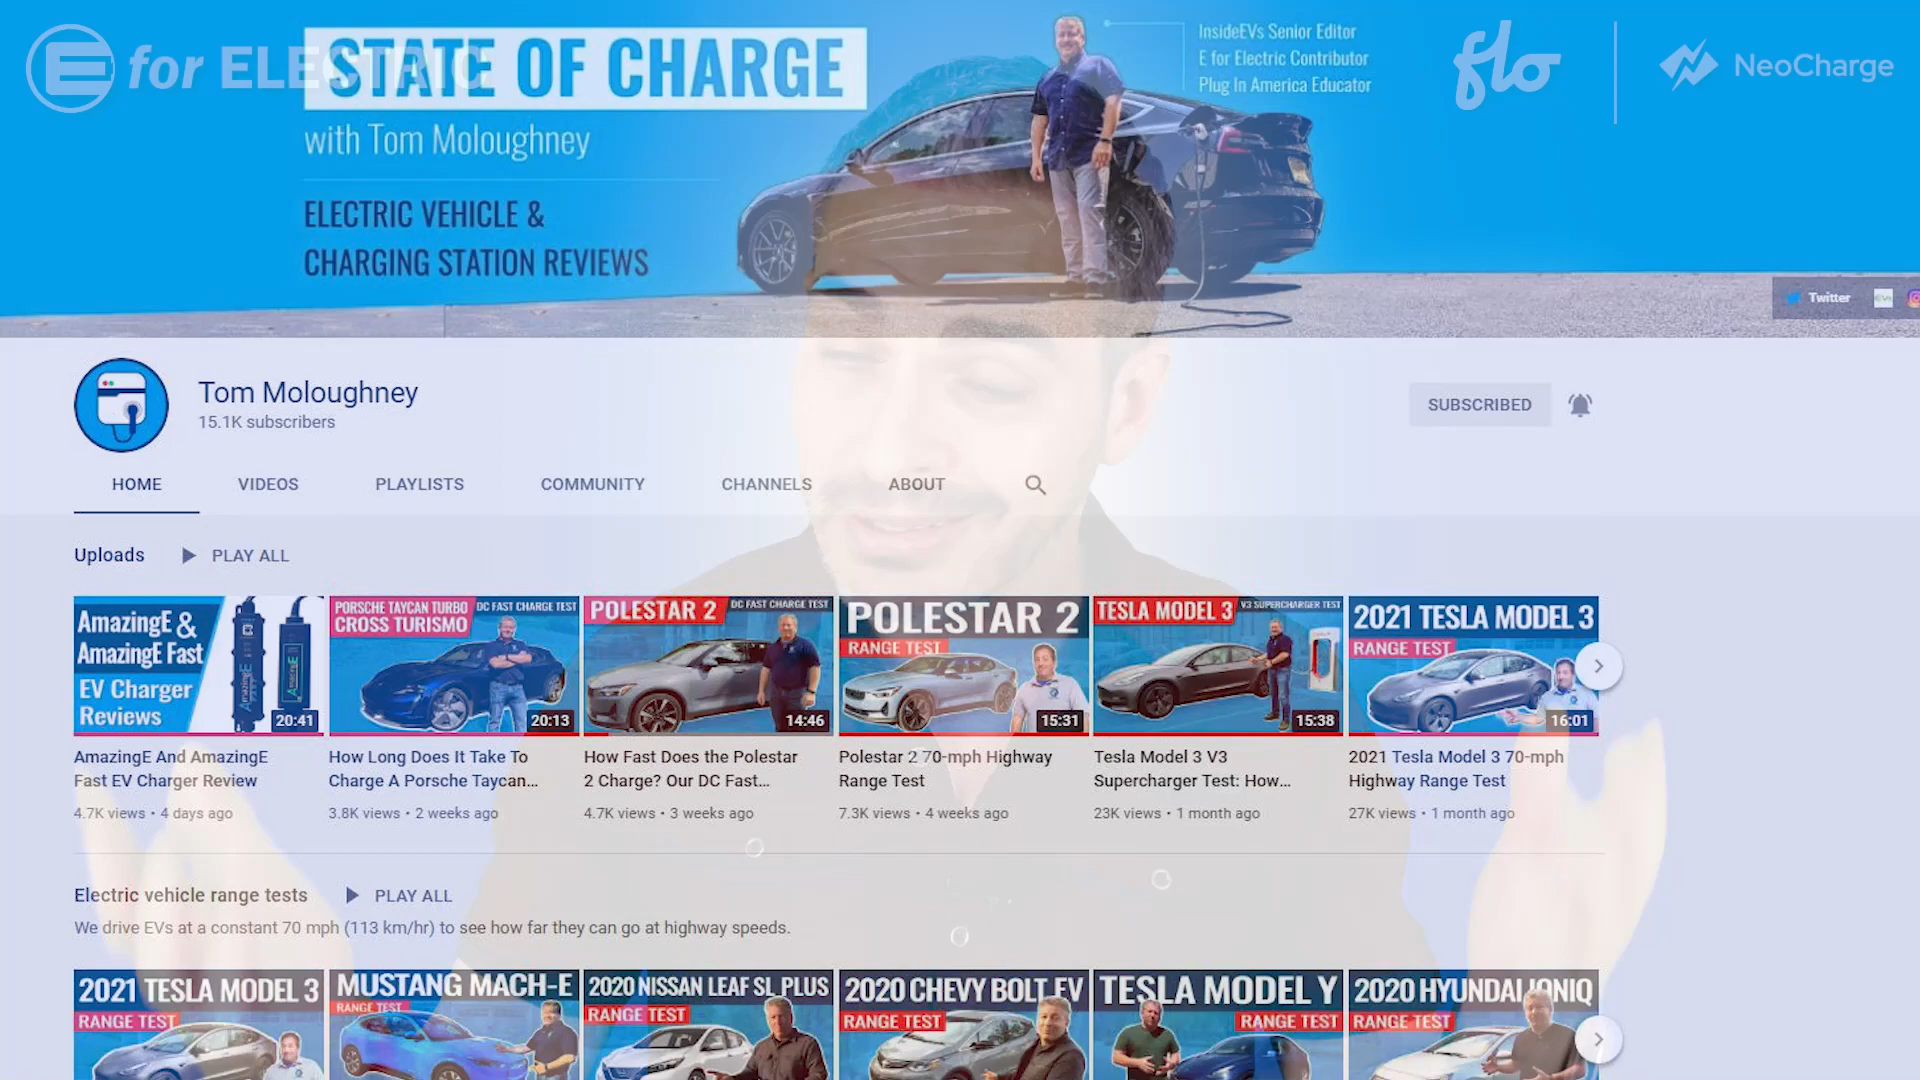 E for ELECTRIC
STATE OF CHARGE
with Tom Moloughney
ELECTRIC VEHICLE &
CHARGING STATION REVIEWS
InsideEVs Senior Editor
E for Electric Contributor
Plug In America Educator
flo
NeoCharge
Twitter
Tom Moloughney
15.1K subscribers
SUBSCRIBED
HOME VIDEOS PLAYLISTS COMMUNITY CHANNELS ABOUT
Uploads PLAY ALL
AmazingE &
AmazingE Fast
EV Charger
Reviews
20:41
PORSCHE TAYCAN TURBO
CROSS TURISMO
DC FAST CHARGE TEST
20:13
POLESTAR 2
DC FAST CHARGE TEST
14:46
POLESTAR 2
RANGE TEST
15:31
TESLA MODEL 3
V3 SUPERCHARGER TEST
15:38
2021 TESLA MODEL 3
RANGE TEST
16:01
AmazingE And AmazingE
Fast EV Charger Review
4.7K views • 4 days ago
How Long Does It Take To
Charge A Porsche Taycan...
3.8K views • 2 weeks ago
How Fast Does the Polestar
2 Charge? Our DC Fast...
4.7K views • 3 weeks ago
Polestar 2 70-mph Highway
Range Test
7.3K views • 4 weeks ago
Tesla Model 3 V3
Supercharger Test: How...
23K views • 1 month ago
2021 Tesla Model 3 70-mph
Highway Range Test
27K views • 1 month ago
Electric vehicle range tests PLAY ALL
We drive EVs at a constant 70 mph (113 km/hr) to see how far they can go at highway speeds.
2021 TESLA MODEL 3
RANGE TEST
MUSTANG MACH-E
RANGE TEST
2020 NISSAN LEAF SL PLUS
RANGE TEST
2020 CHEVY BOLT EV
RANGE TEST
TESLA MODEL Y
RANGE TEST
2020 HYUNDAI IONIQ
RANGE TEST